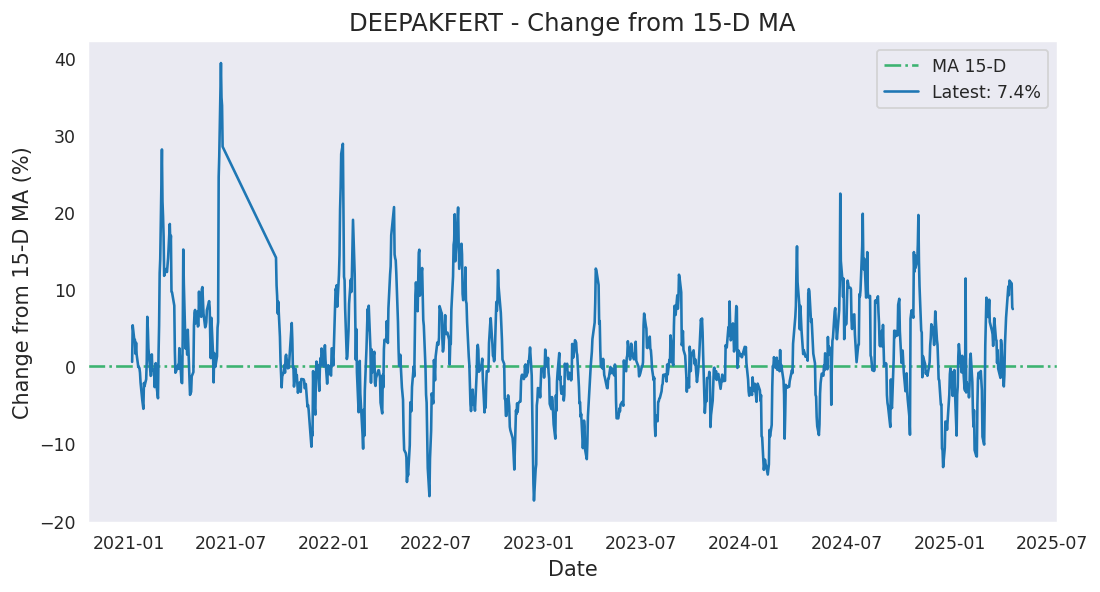 DEEPAKFERT - Change from 15-D MA
MA 15-D
Latest: 7.4%
Change from 15-D MA (%)
40
30
20
10
0
−10
−20
2021-01 2021-07 2022-01 2022-07 2023-01 2023-07 2024-01 2024-07 2025-01 2025-07
Date